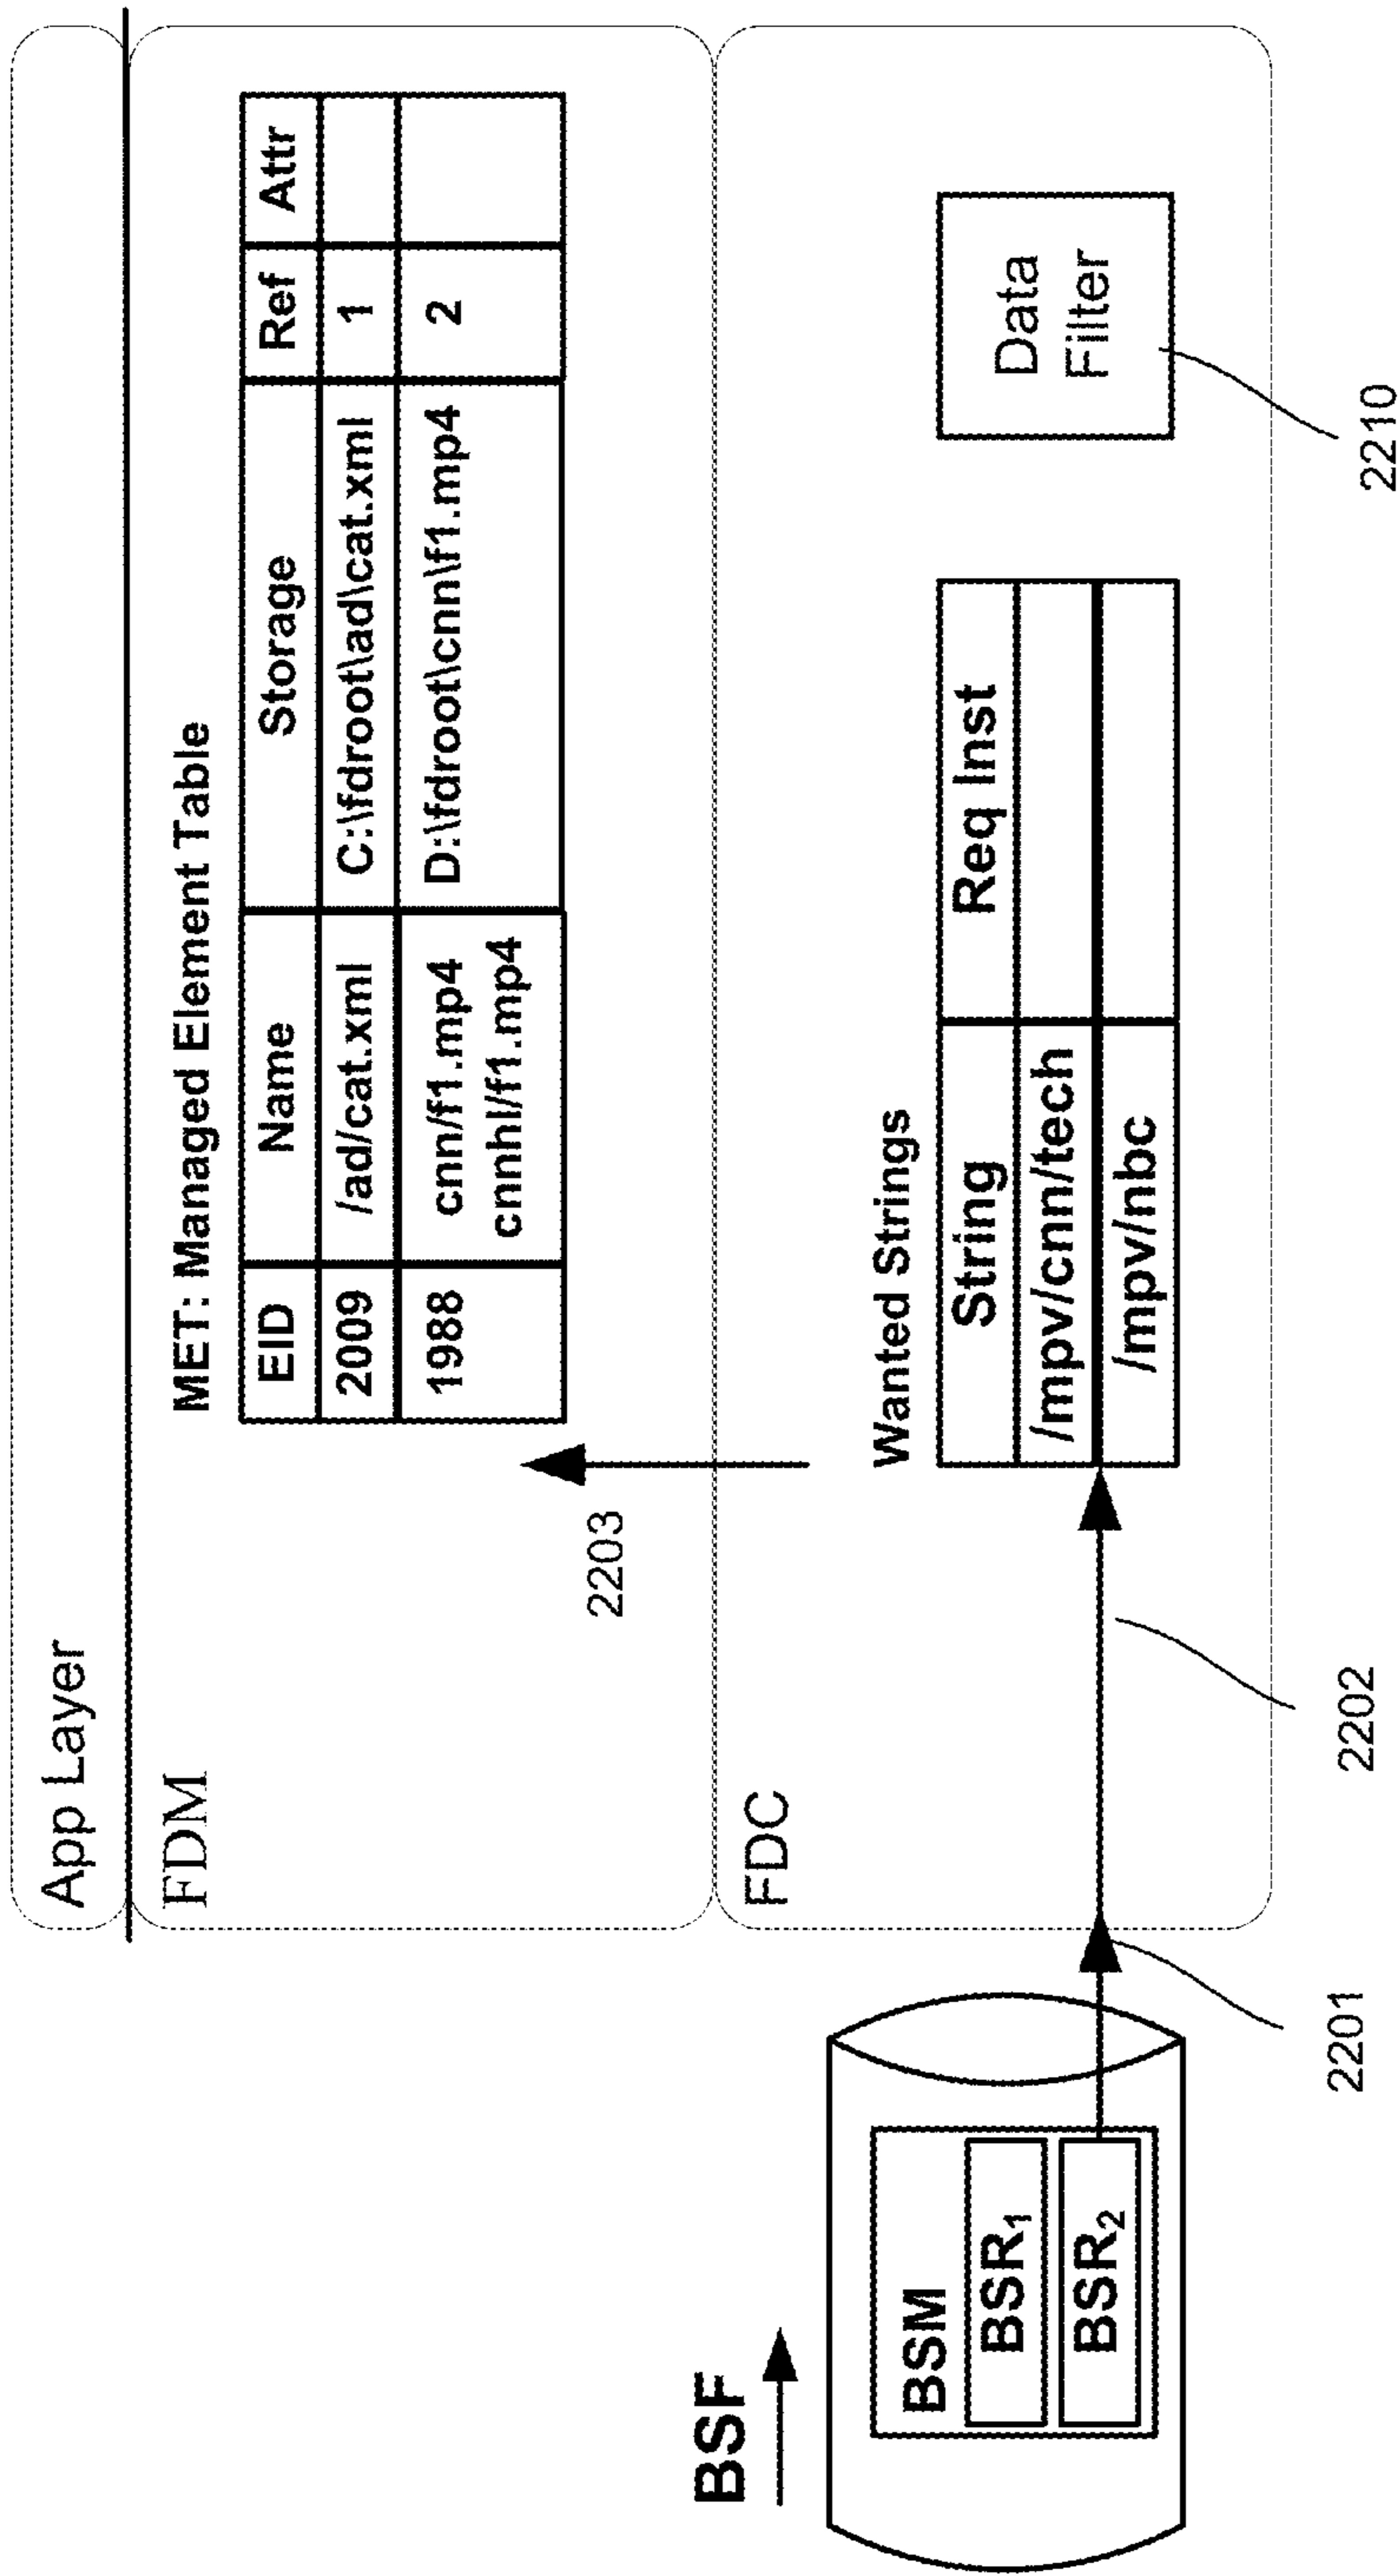 App Layer
FDM
MET: Managed Element Table
EID Name Storage Ref Attr
2009 /ad/cat.xml C:\fdroot\ad\cat.xml 1
1988 cnn/f1.mp4 D:\fdroot\cnn\f1.mp4 2
cnnhl/f1.mp4
2203
FDC
Wanted Strings
String Req Inst
/mpv/cnn/tech
/mpv/nbc
Data
Filter
BSF
BSM
BSR1
BSR2
2201
2202
2210